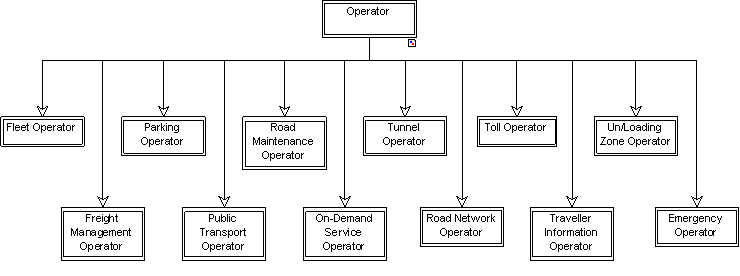 Operator
Fleet Operator
Parking
Operator
Road
Maintenance
Operator
Tunnel
Operator
Toll Operator
Un/Loading
Zone Operator
Freight
Management
Operator
Public
Transport
Operator
On-Demand
Service
Operator
Road Network
Operator
Traveller
Information
Operator
Emergency
Operator